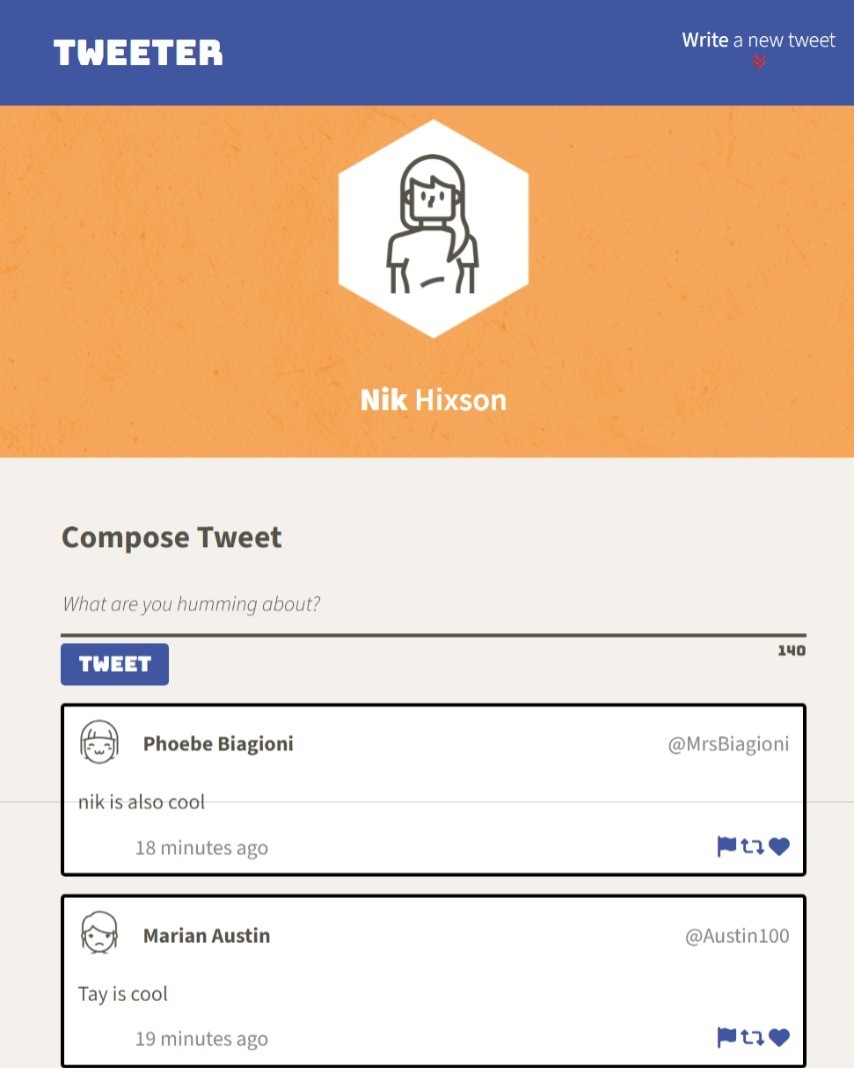 TWEETER
Write a new tweet
Nik Hixson
Compose Tweet
What are you humming about?
TWEET
140
Phoebe Biagioni
@MrsBiagioni
nik is also cool
18 minutes ago
Marian Austin
@Austin100
Tay is cool
19 minutes ago